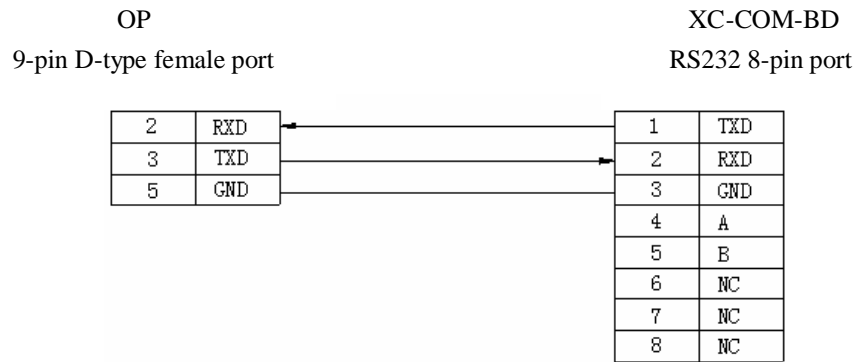 OP XC-COM-BD
9-pin D-type female port RS232 8-pin port
2 RXD 1 TXD
3 TXD 2 RXD
5 GND 3 GND
4 A
5 B
6 NC
7 NC
8 NC